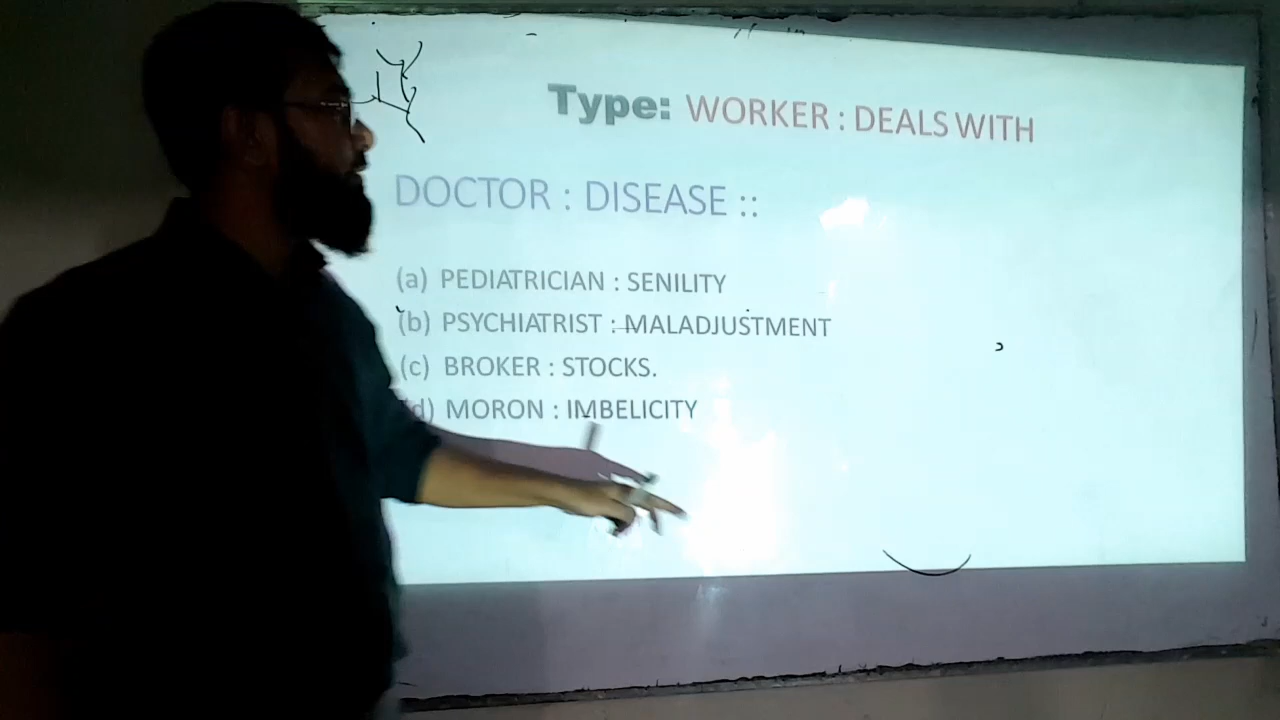 Type: WORKER : DEALS WITH
DOCTOR : DISEASE ::
(a) PEDIATRICIAN : SENILITY
(b) PSYCHIATRIST : MALADJUSTMENT
(c) BROKER : STOCKS.
(d) MORON : IMBELICITY